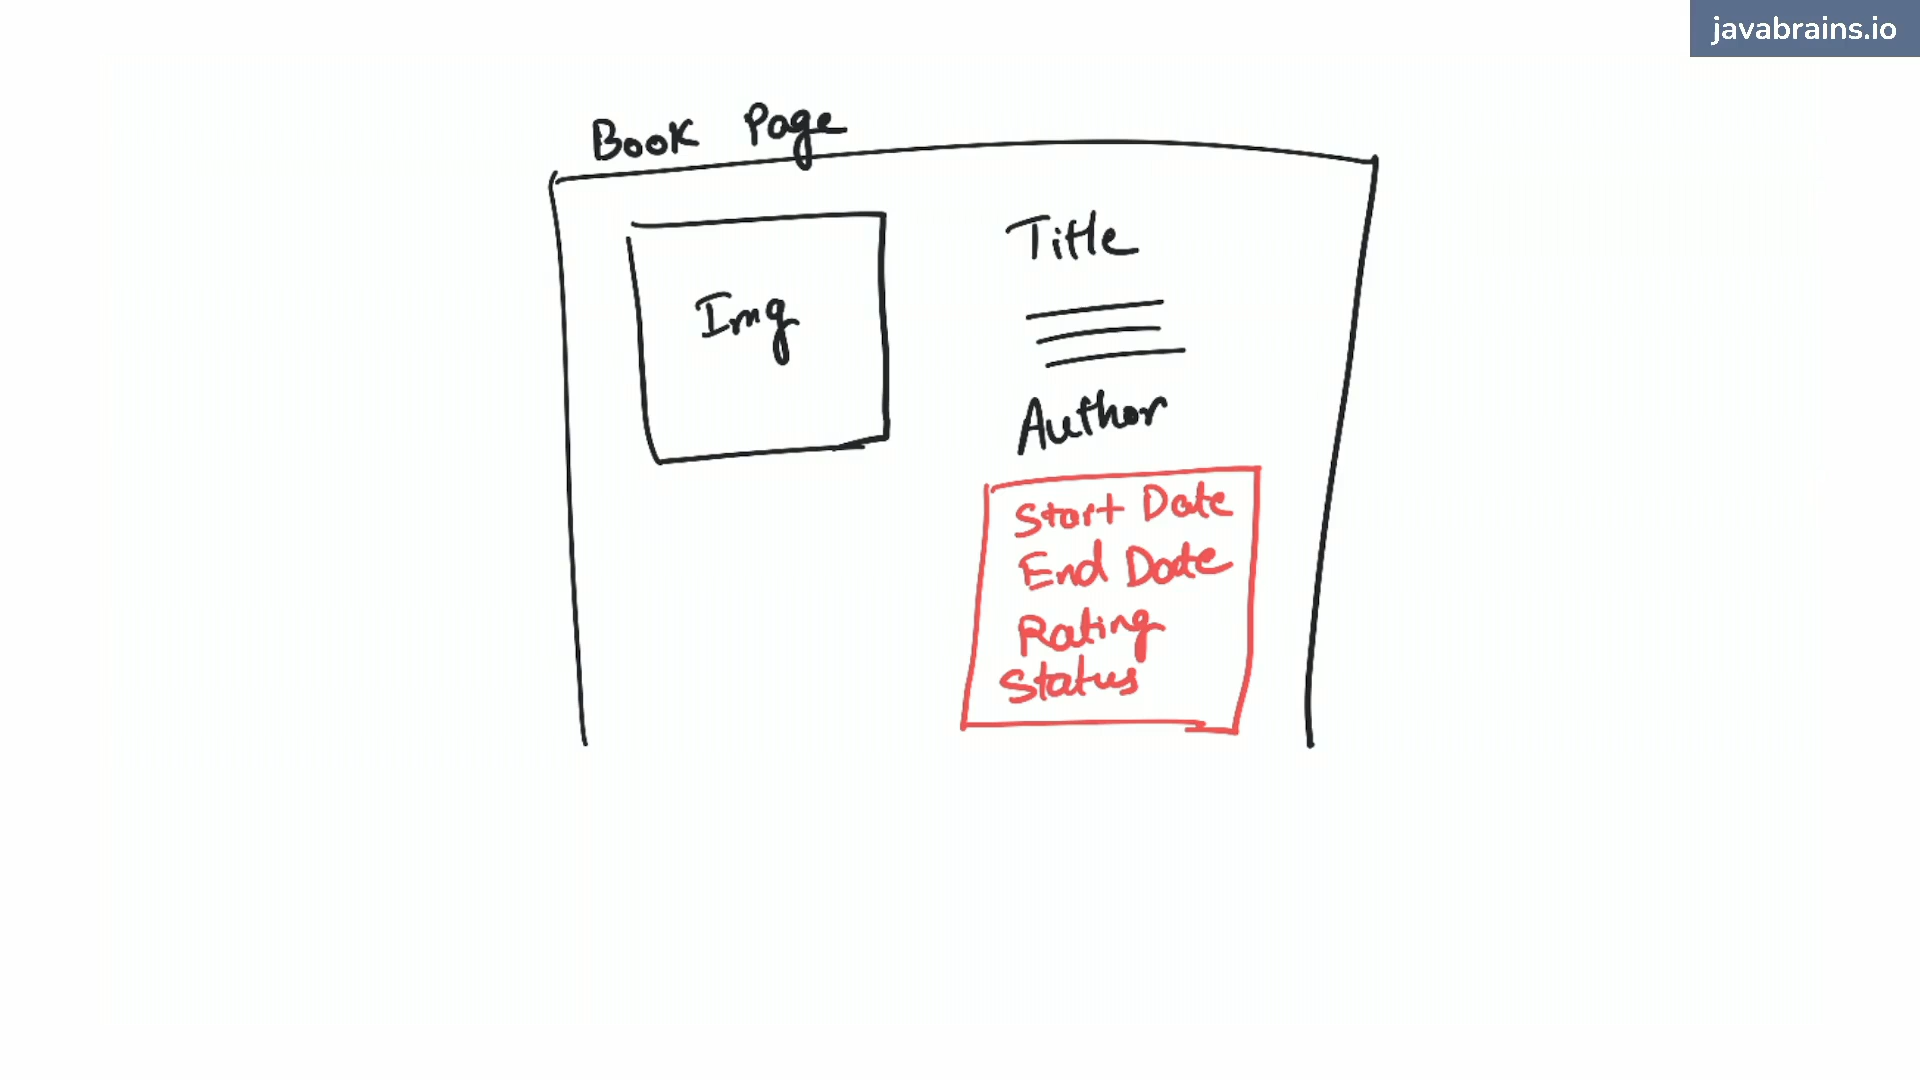 javabrains.io
Book Page
Img
Title
Author
Start Date
End Date
Rating
Status